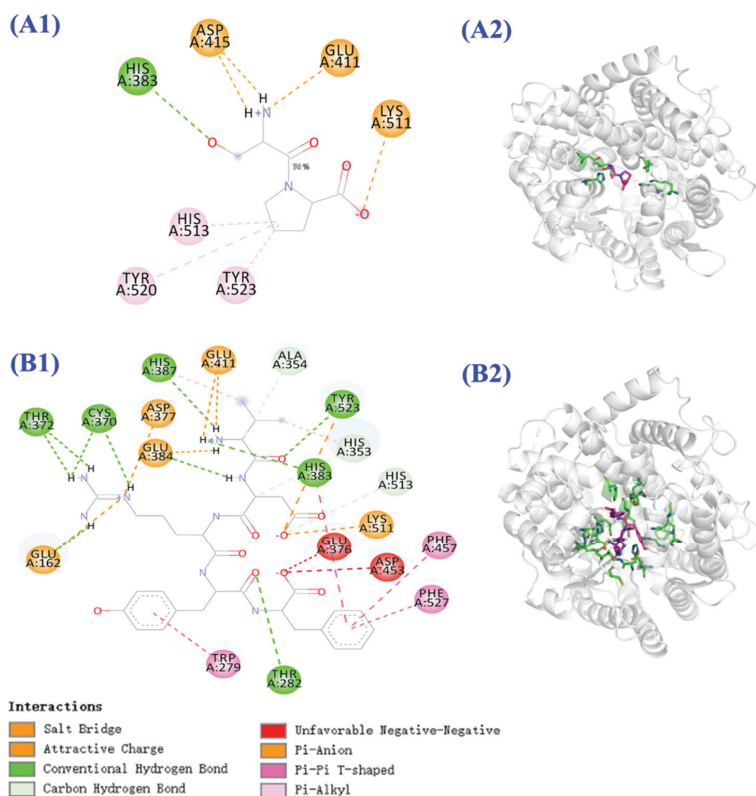 (A1)
(A2)
ASP
A:415
GLU
A:411
HIS
A:383
LYS
A:511
H
H
+N
O
O
N
O
-O
HIS
A:513
TYR
A:520
TYR
A:523
(B1)
(B2)
GLU
A:411
ALA
A:354
HIS
A:387
CYS
A:370
ASP
A:377
TYR
A:523
THR
A:372
GLU
A:384
HIS
A:353
HIS
A:383
HIS
A:513
LYS
A:511
GLU
A:162
GLU
A:376
PHE
A:457
ASP
A:453
PHE
A:527
TRP
A:279
THR
A:282
Interactions
Salt Bridge
Attractive Charge
Conventional Hydrogen Bond
Carbon Hydrogen Bond
Unfavorable Negative-Negative
Pi-Anion
Pi-Pi T-shaped
Pi-Alkyl